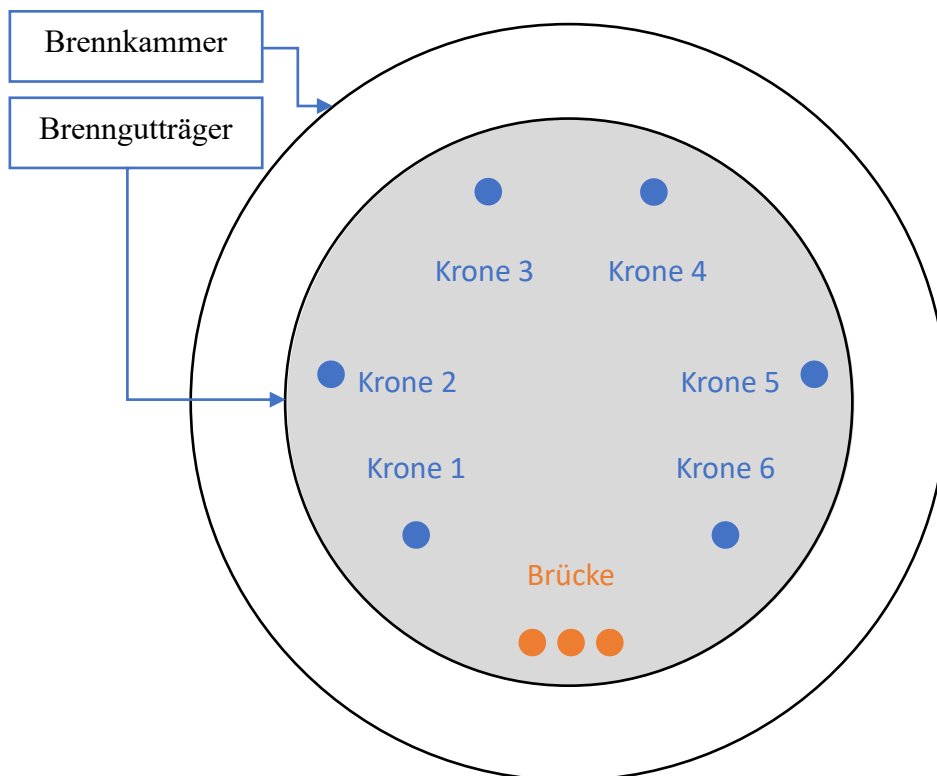 Brennkammer
Brenngutträger
Krone 3
Krone 4
Krone 2
Krone 5
Krone 1
Krone 6
Brücke